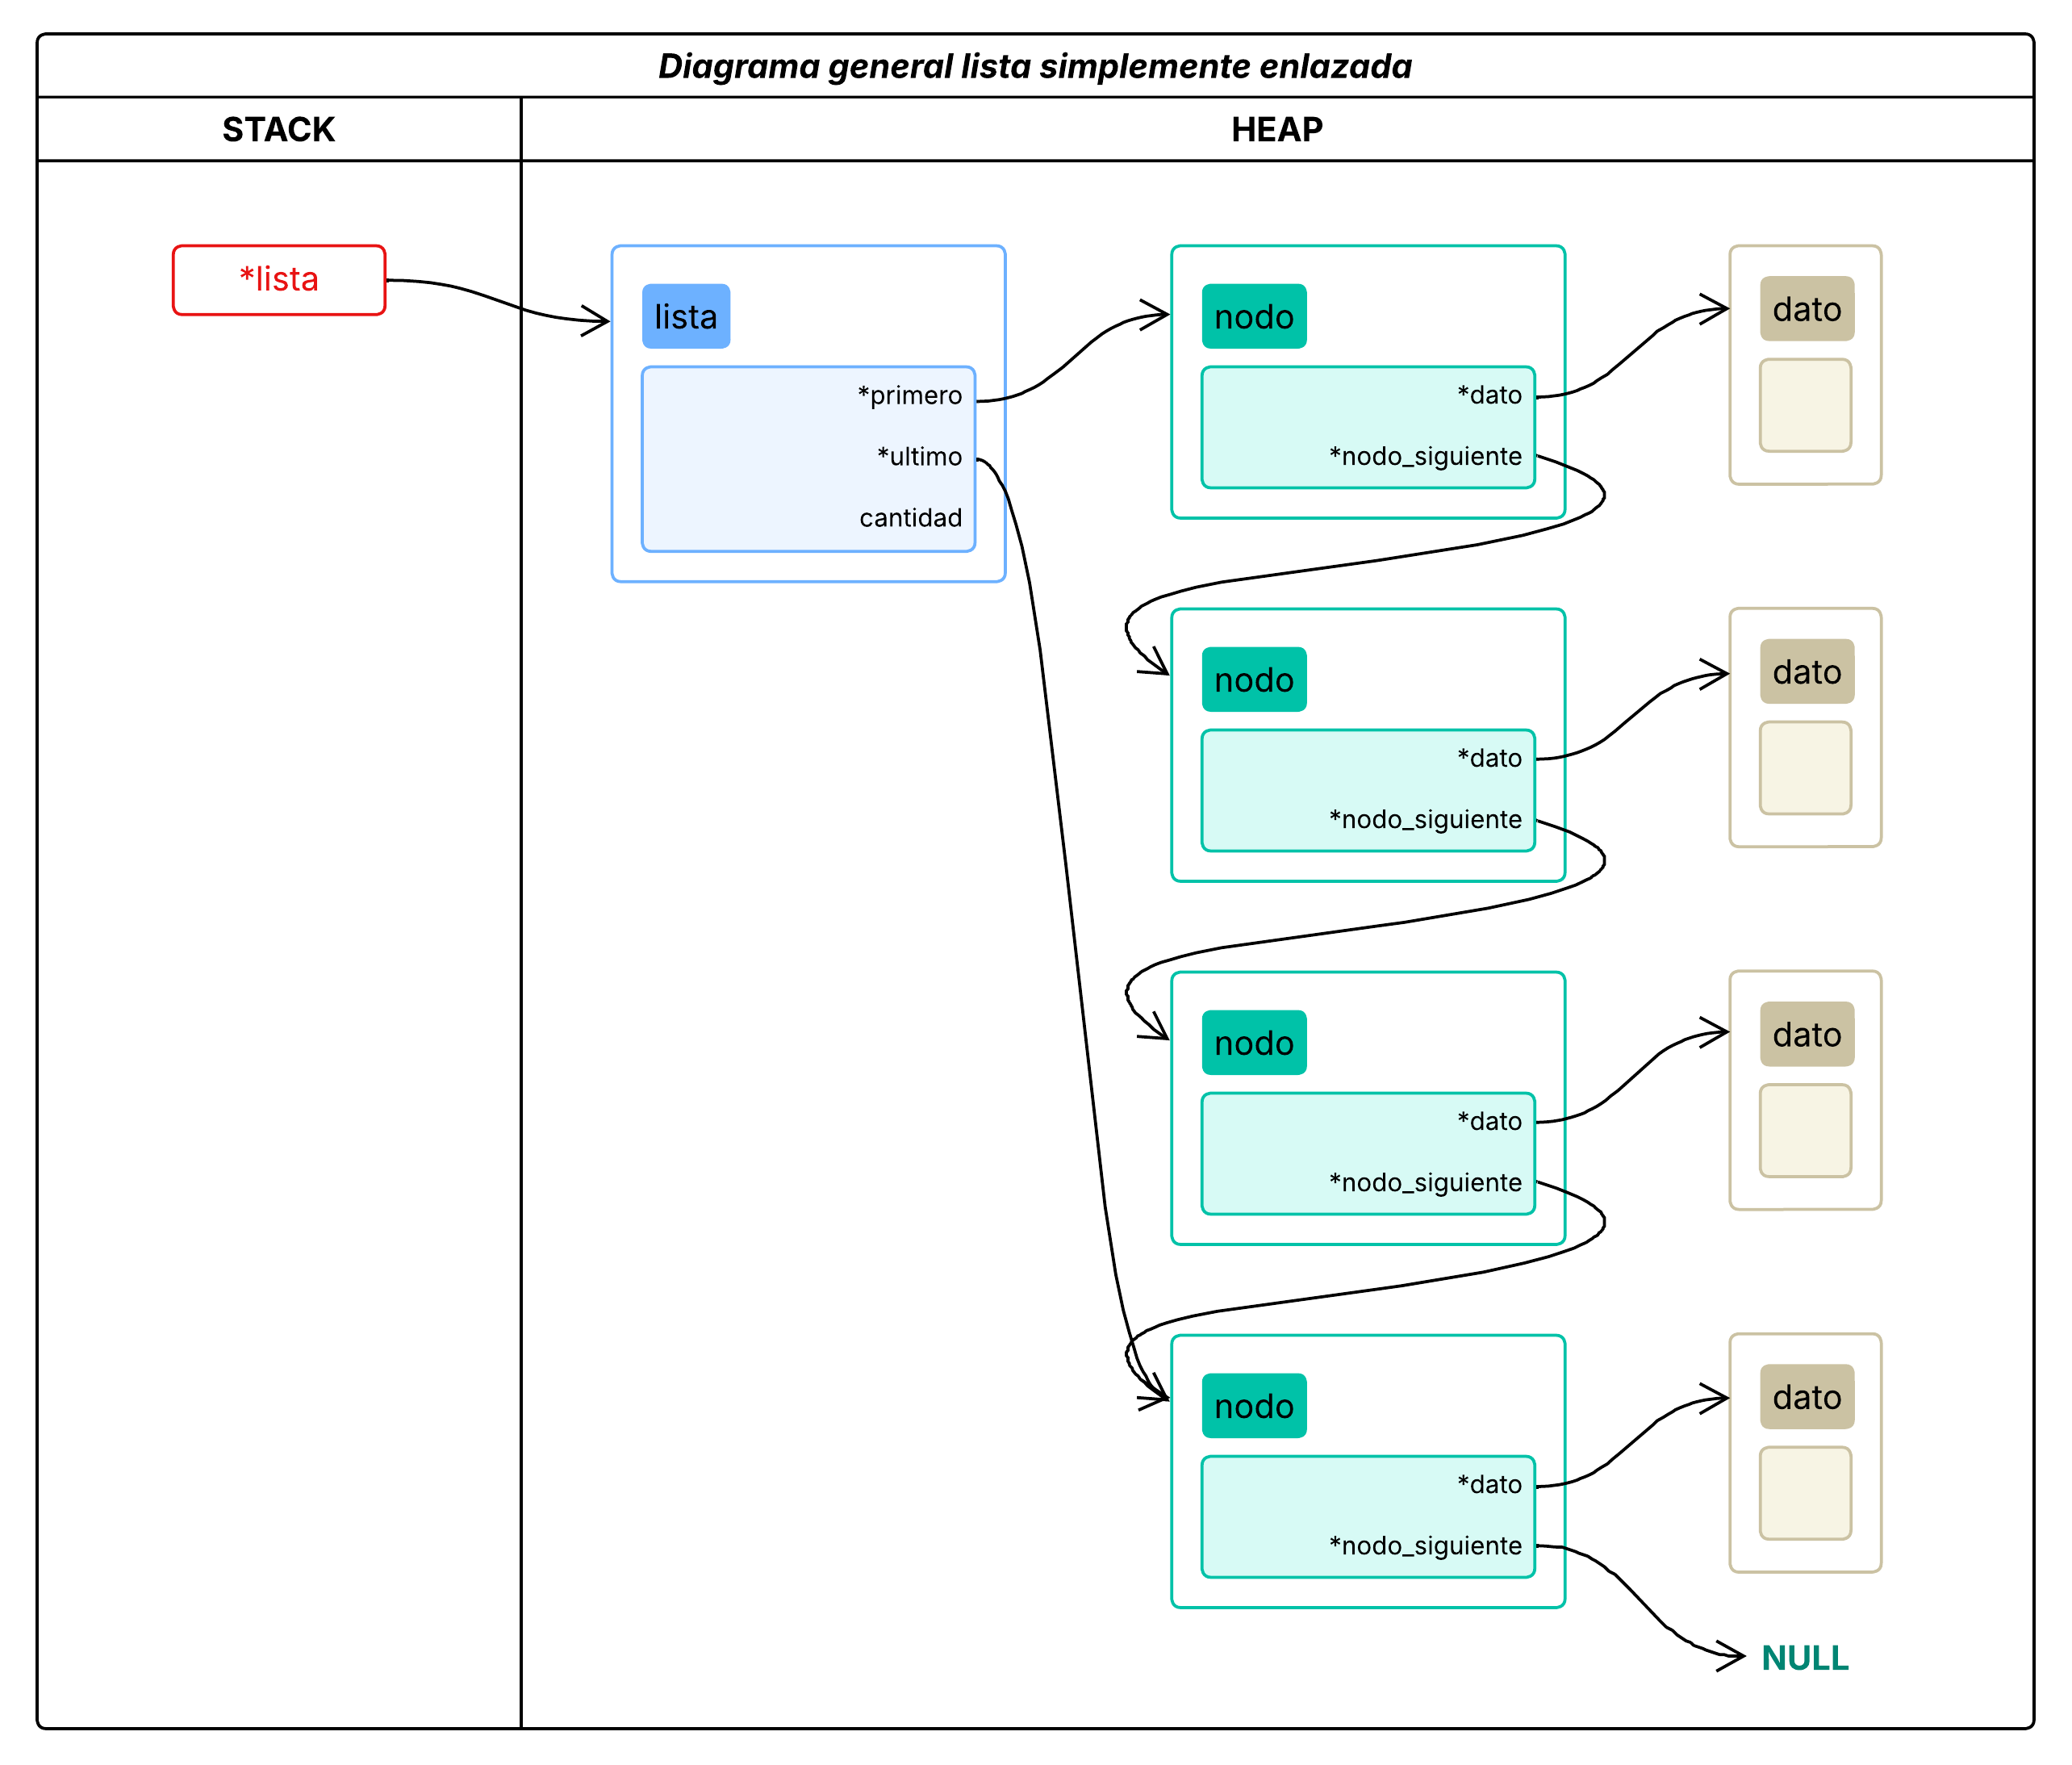 Diagrama general lista simplemente enlazada
STACK
HEAP
*lista
lista
*primero
*ultimo
cantidad
nodo
*dato
*nodo_siguiente
dato
nodo
*dato
*nodo_siguiente
dato
nodo
*dato
*nodo_siguiente
dato
nodo
*dato
*nodo_siguiente
dato
NULL